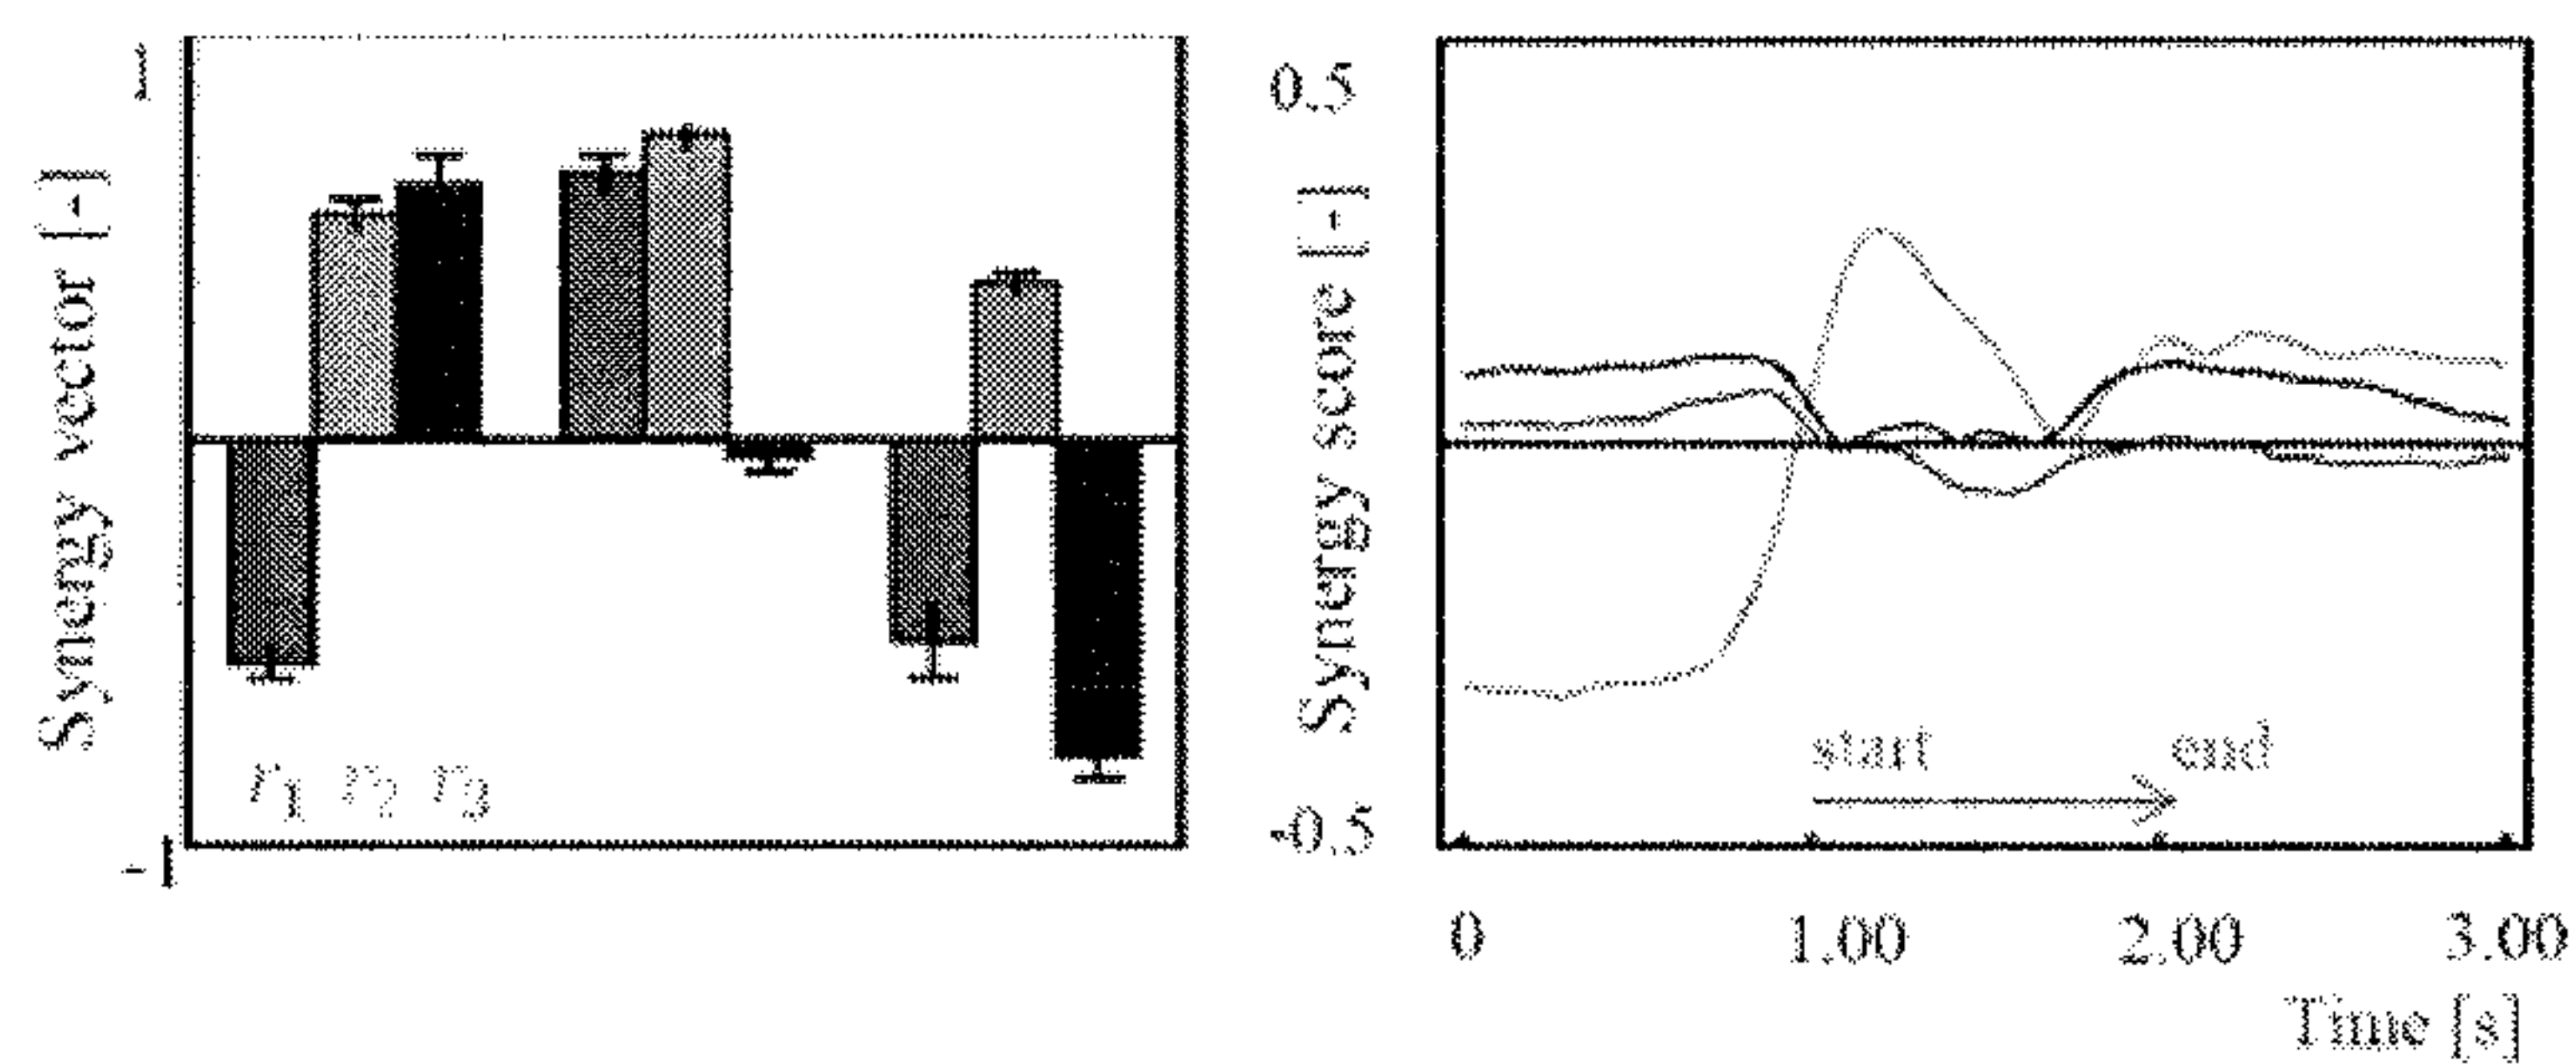 Synergy vector [-]
1
-1
r1 r2 r3
Synergy score [-]
0.5
-0.5
start
end
0 1.00 2.00 3.00
Time [s]